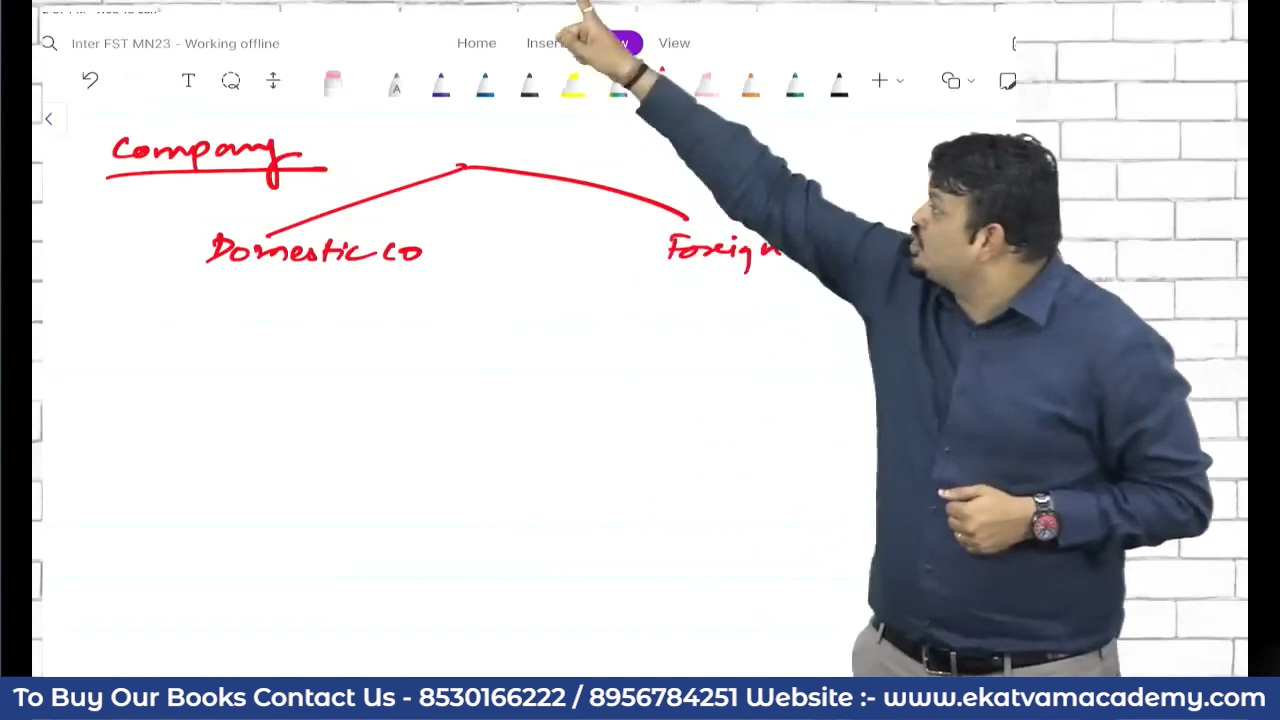 Inter FST MN23 - Working offline
Home
View
Company
Domestic co
Foreign
To Buy Our Books Contact Us - 8530166222 / 8956784251 Website :- www.ekatvamacademy.com